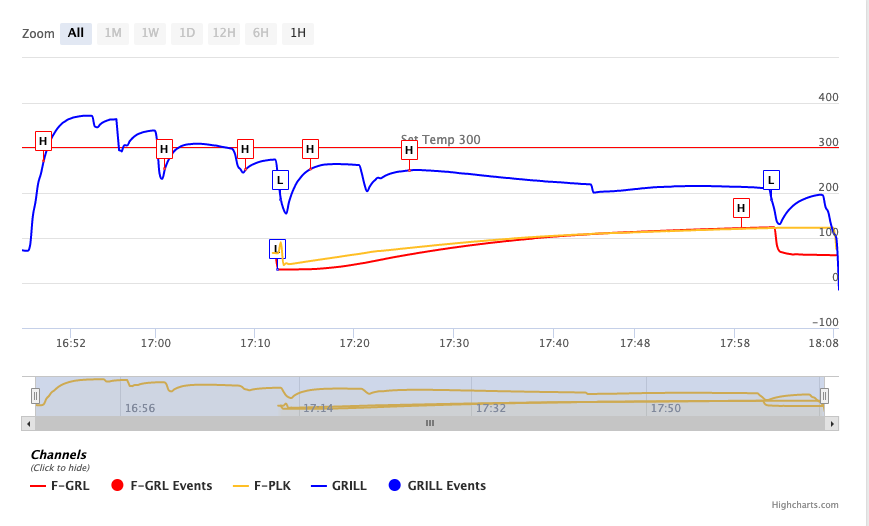 Zoom All 1M 1W 1D 12H 6H 1H
400
Set Temp 300
300
H H H H H
L L
200
H
100
L
0
-100
16:52 17:00 17:10 17:20 17:30 17:40 17:48 17:58 18:08
16:56 17:14 17:32 17:50
Channels
(Click to hide)
F-GRL F-GRL Events F-PLK GRILL GRILL Events
Highcharts.com